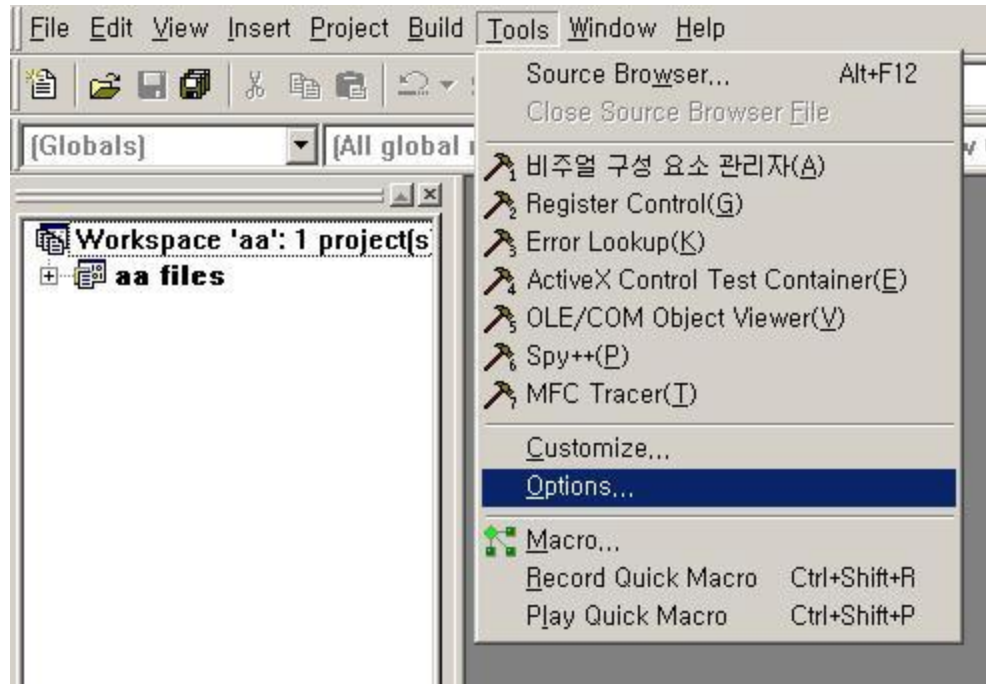 File Edit View Insert Project Build Tools Window Help
Source Browser... Alt+F12
Close Source Browser File
(Globals) (All global
비주얼 구성 요소 관리자(A)
Register Control(G)
Workspace 'aa': 1 project(s
Error Lookup(K)
aa files
ActiveX Control Test Container(E)
OLE/COM Object Viewer(V)
Spy++(P)
MFC Tracer(T)
Customize...
Options...
Macro...
Record Quick Macro Ctrl+Shift+R
Play Quick Macro Ctrl+Shift+P